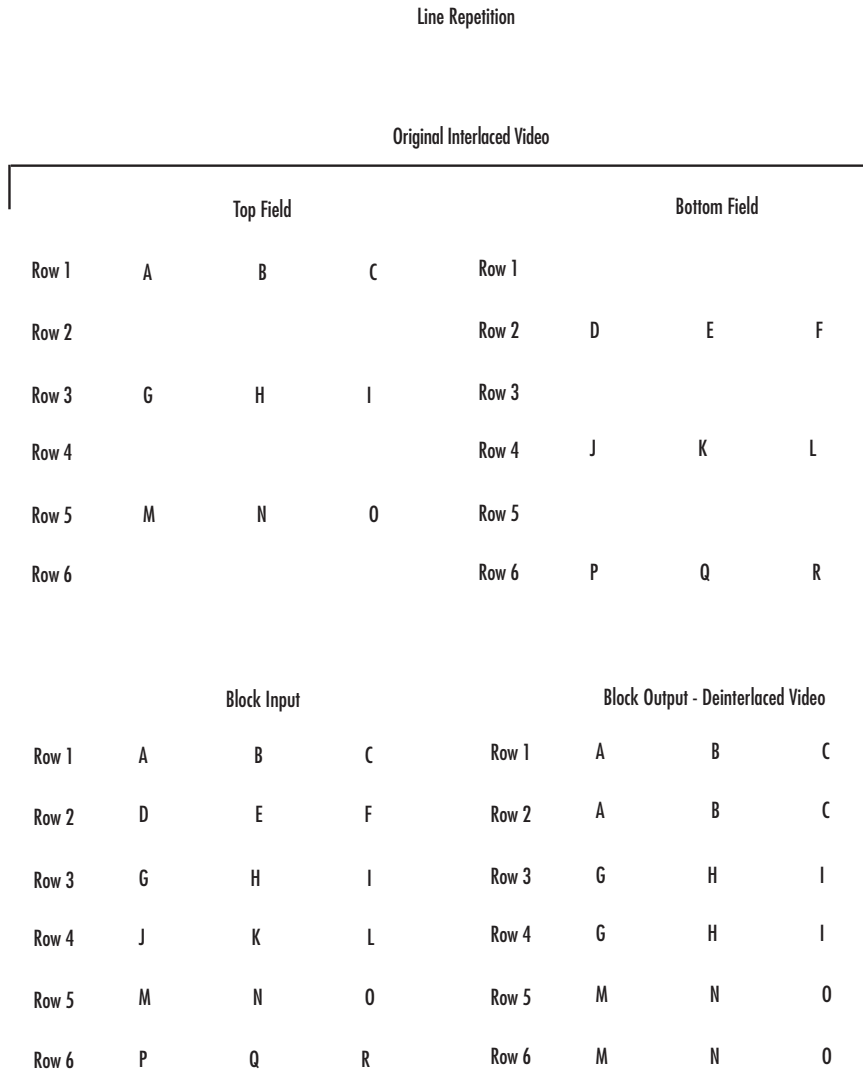 Line Repetition
Original Interlaced Video
Top Field
Row 1 A B C
Row 2
Row 3 G H I
Row 4
Row 5 M N O
Row 6
Bottom Field
Row 1
Row 2 D E F
Row 3
Row 4 J K L
Row 5
Row 6 P Q R
Block Input
Row 1 A B C
Row 2 D E F
Row 3 G H I
Row 4 J K L
Row 5 M N O
Row 6 P Q R
Block Output - Deinterlaced Video
Row 1 A B C
Row 2 A B C
Row 3 G H I
Row 4 G H I
Row 5 M N O
Row 6 M N O